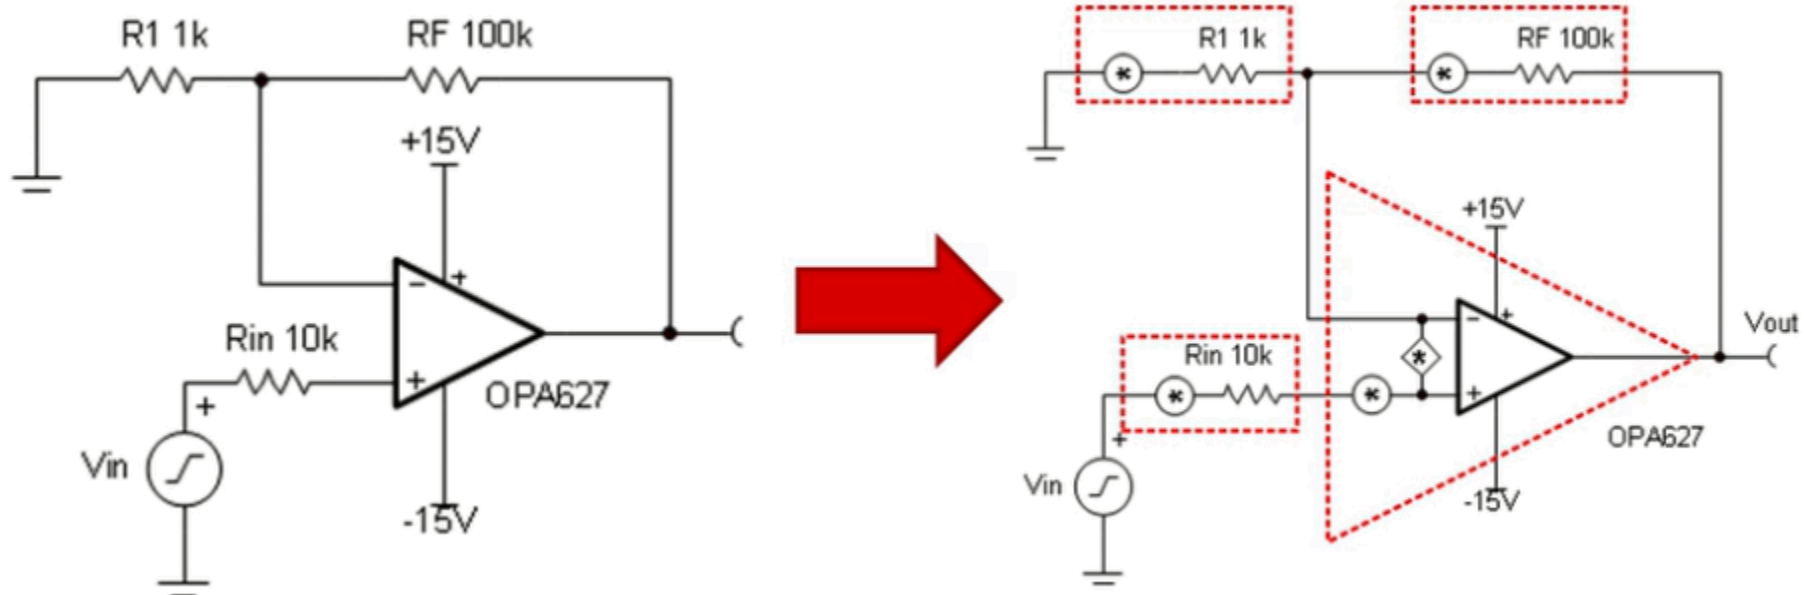 R1 1k
RF 100k
+15V
-
+
Rin 10k
+
OPA627
+
Vin
-15V
R1 1k
RF 100k
*
*
+15V
-
+
Vout
Rin 10k
*
*
*
+
OPA627
+
Vin
-15V